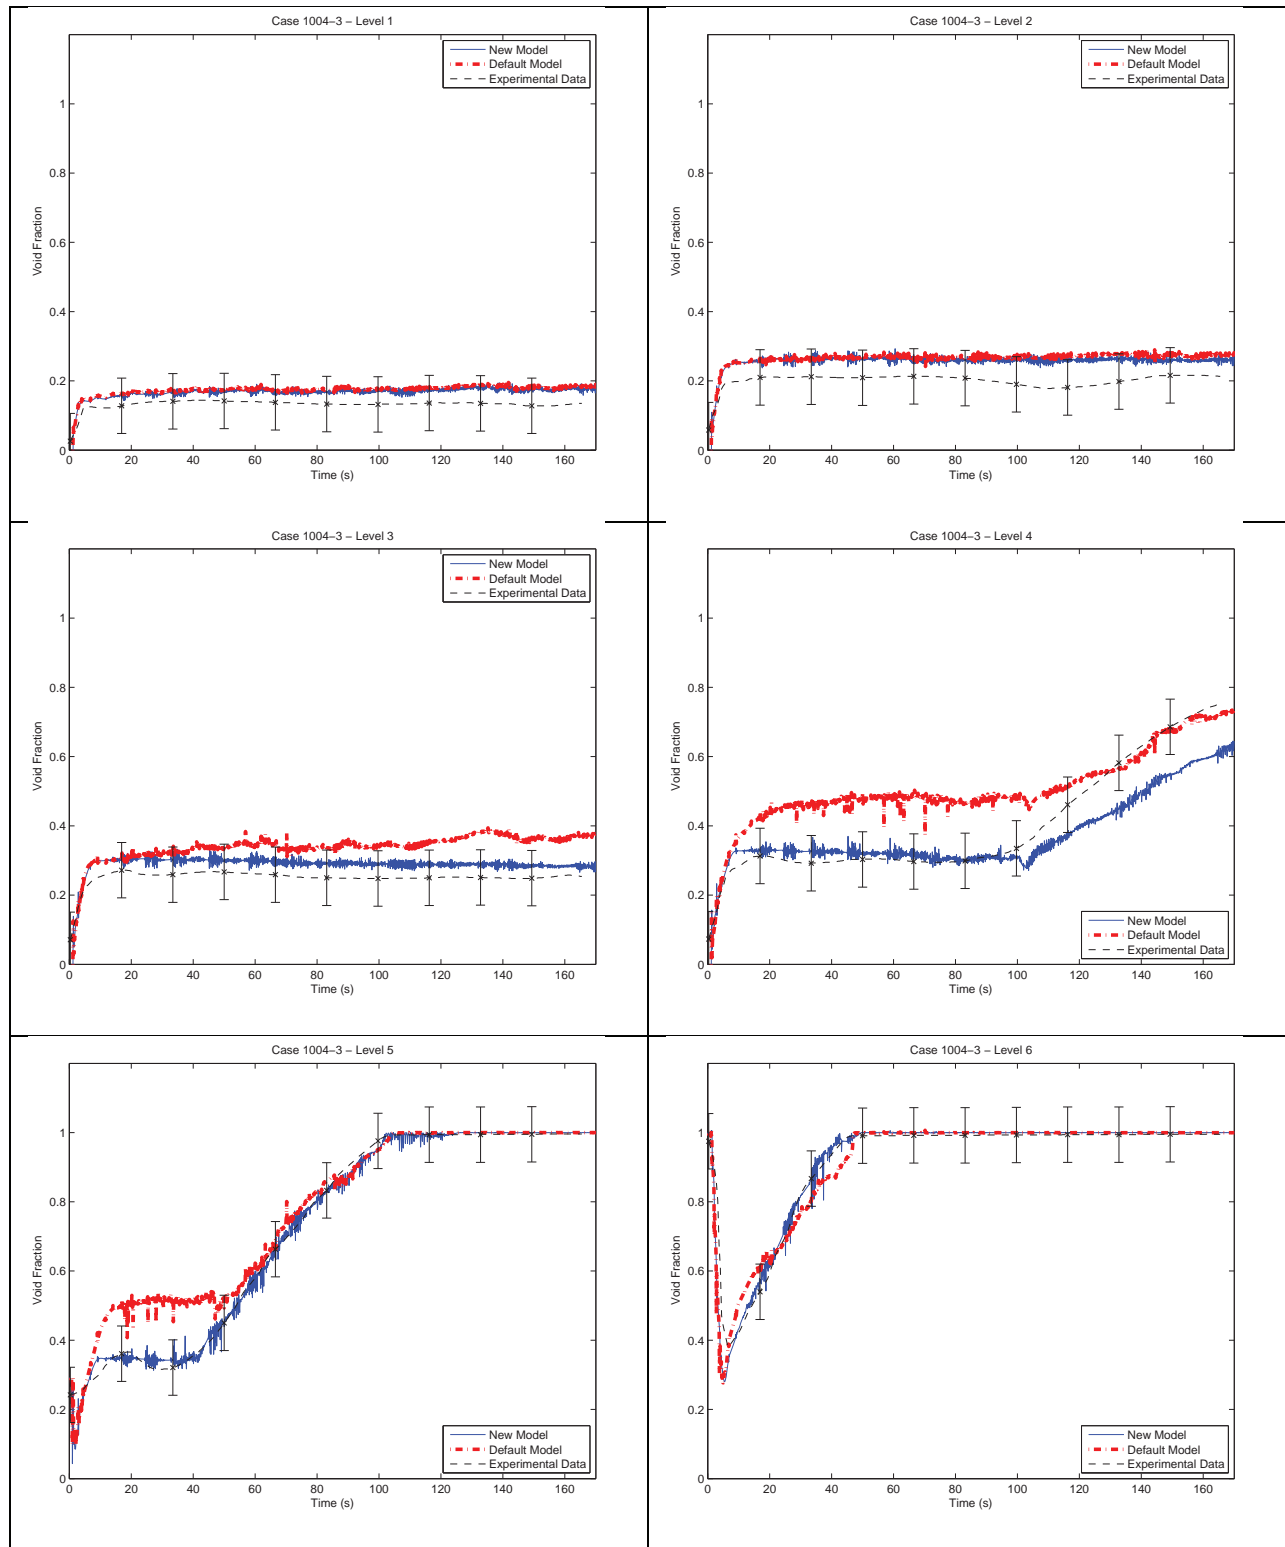 Case 1004–3 – Level 1
New Model
Default Model
Experimental Data
1
0.8
0.6
0.4
0.2
0
Void Fraction
0 20 40 60 80 100 120 140 160
Time (s)
Case 1004–3 – Level 2
New Model
Default Model
Experimental Data
1
0.8
0.6
0.4
0.2
0
Void Fraction
0 20 40 60 80 100 120 140 160
Time (s)
Case 1004–3 – Level 3
New Model
Default Model
Experimental Data
1
0.8
0.6
0.4
0.2
0
Void Fraction
0 20 40 60 80 100 120 140 160
Time (s)
Case 1004–3 – Level 4
1
0.8
0.6
0.4
0.2
0
Void Fraction
New Model
Default Model
Experimental Data
0 20 40 60 80 100 120 140 160
Time (s)
Case 1004–3 – Level 5
1
0.8
0.6
0.4
0.2
0
Void Fraction
New Model
Default Model
Experimental Data
0 20 40 60 80 100 120 140 160
Time (s)
Case 1004–3 – Level 6
1
0.8
0.6
0.4
0.2
0
Void Fraction
New Model
Default Model
Experimental Data
0 20 40 60 80 100 120 140 160
Time (s)